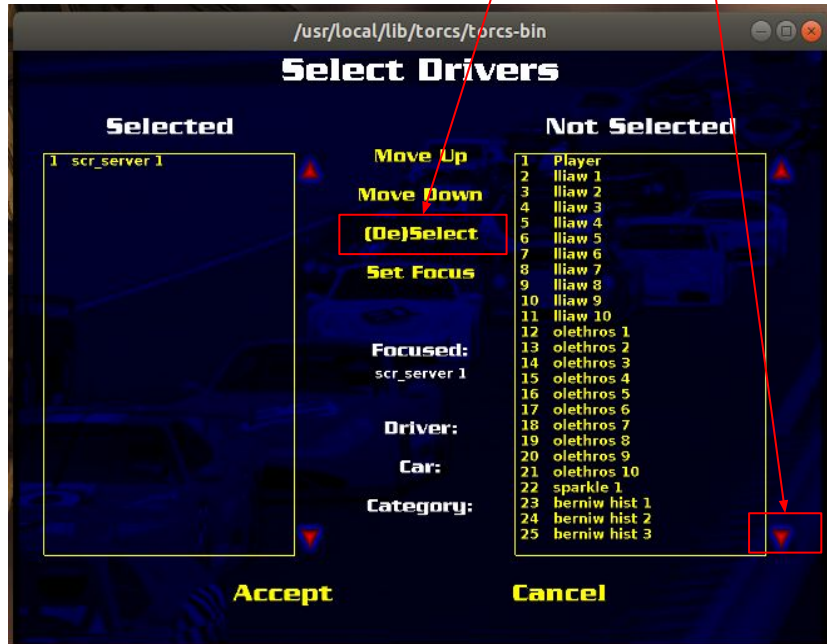 /usr/local/lib/torcs/torcs-bin
Select Drivers
Selected
1 scr_server 1
Move Up
Move Down
(De)Select
Set Focus
Focused:
scr_server 1
Driver:
Car:
Category:
Not Selected
1 Player
2 lliaw 1
3 lliaw 2
4 lliaw 3
5 lliaw 4
6 lliaw 5
7 lliaw 6
8 lliaw 7
9 lliaw 8
10 lliaw 9
11 lliaw 10
12 olethros 1
13 olethros 2
14 olethros 3
15 olethros 4
16 olethros 5
17 olethros 6
18 olethros 7
19 olethros 8
20 olethros 9
21 olethros 10
22 sparkle 1
23 berniw hist 1
24 berniw hist 2
25 berniw hist 3
Accept
Cancel